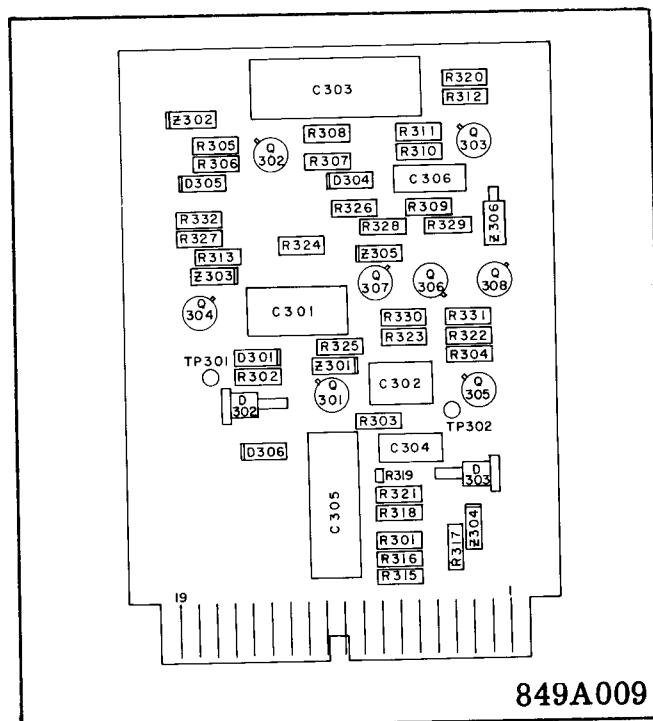 C303
R320
R312
Z302
R305
R306
D305
Q
302
R308
R307
D304
R311
R310
Q
303
C306
R326
R309
R328
R329
Z306
R332
R327
R313
Z303
R324
Z305
Q
307
Q
306
Q
308
Q
304
C301
R330
R323
R331
R322
R304
R325
Z301
TP301
D301
R302
D
302
Q
301
C302
Q
305
R303
TP302
C304
D306
C305
R319
D
303
R321
R318
R301
R316
R315
R317
Z304
19
1
849A009